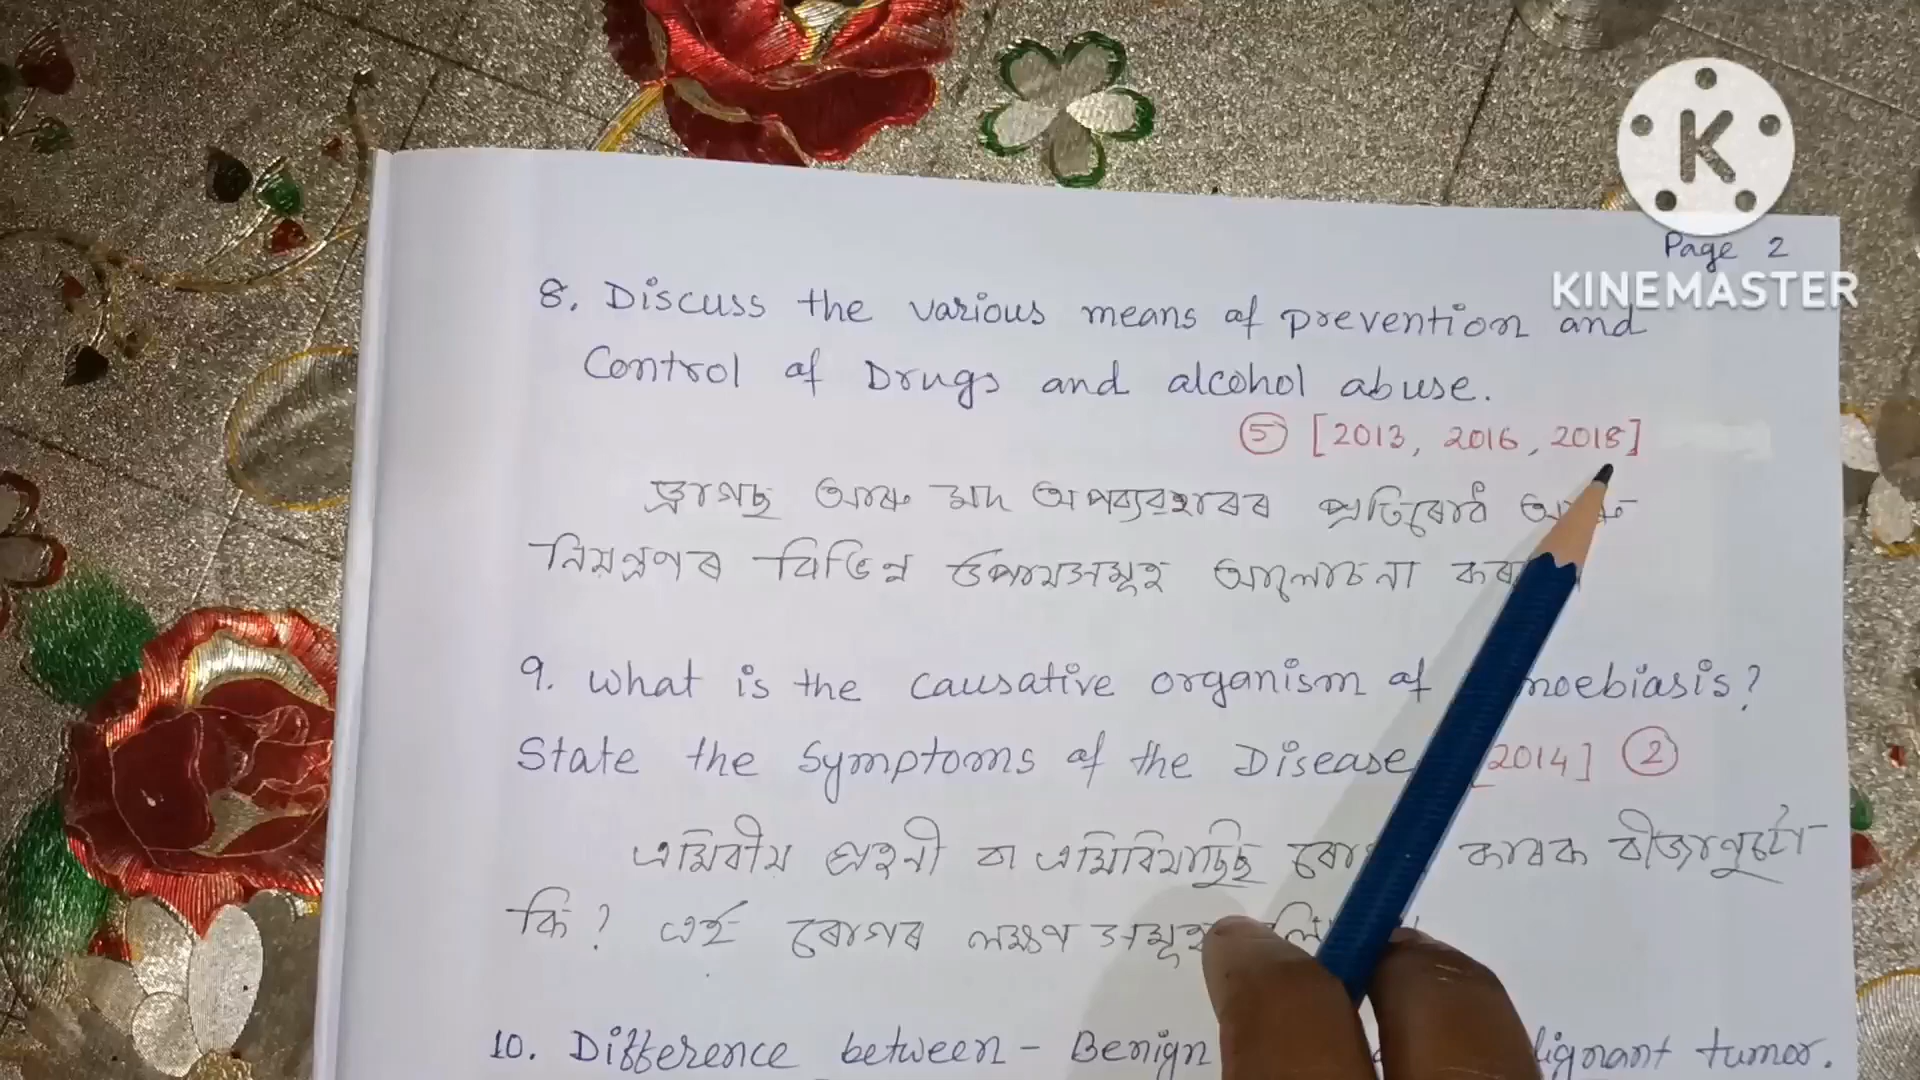 Page 2
KINEMASTER
8. Discuss the various means of prevention and
Control of Drugs and alcohol abuse.
⑤ [2013, 2016, 2018]
ড্ৰাগছ আৰু মদ অপব্যৱহাৰৰ প্ৰতিৰোধ
নিয়ন্ত্ৰণৰ বিভিন্ন উপায়সমূহ আলোচনা
9. What is the causative organism of
State the Symptoms of the Disease [2014] ②
এমিবীয় গ্ৰহনী বা এমিবিয়াছিছ কাৰক বীজাণুটো
কি? এই ৰোগৰ লক্ষণসমূহ
10. Difference between - Benign tumor.